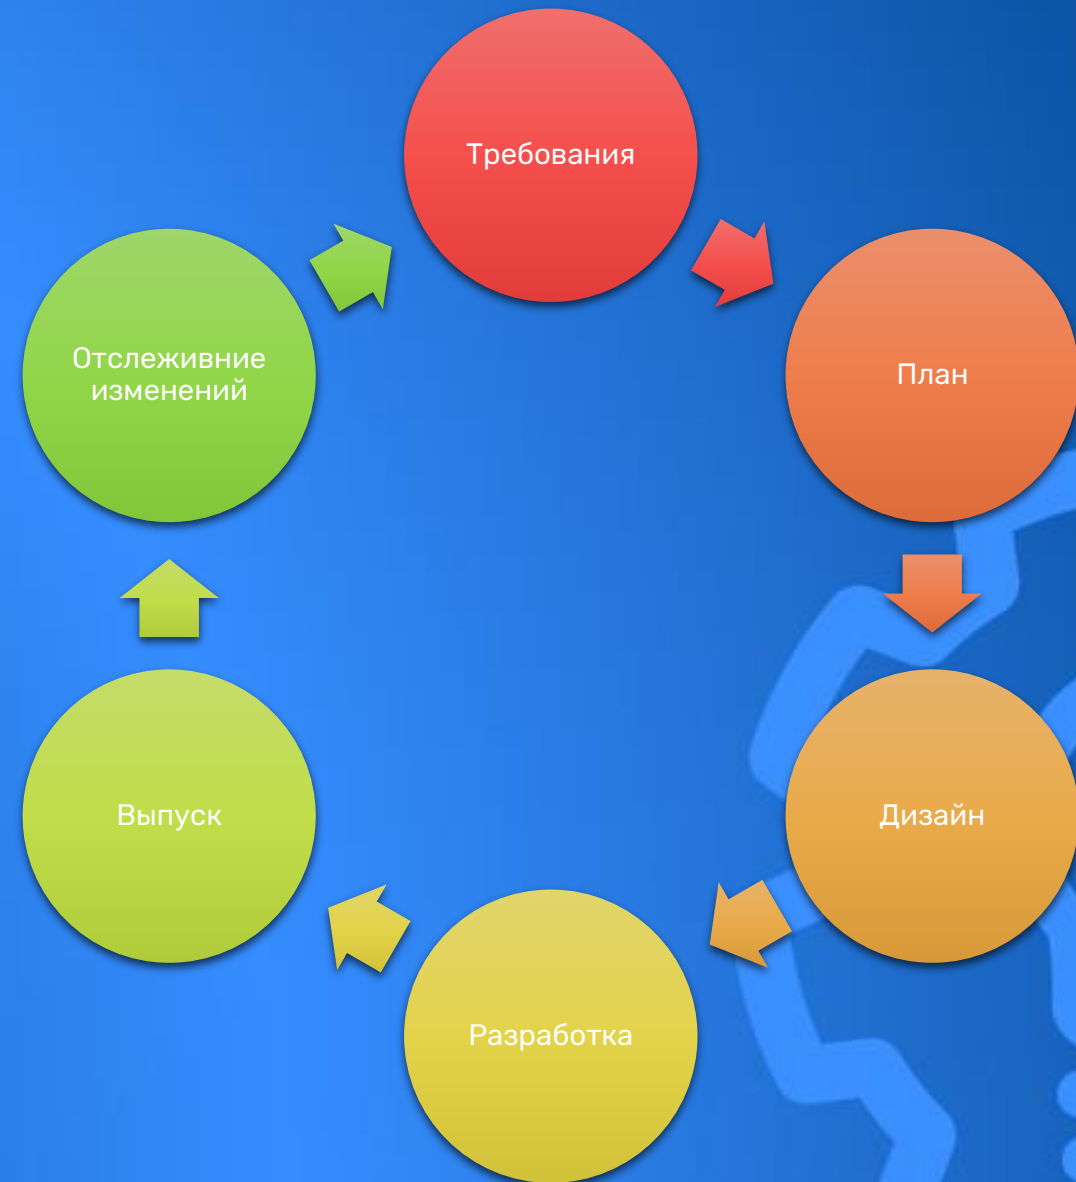 Требования
План
Дизайн
Разработка
Выпуск
Отслеживние
изменений